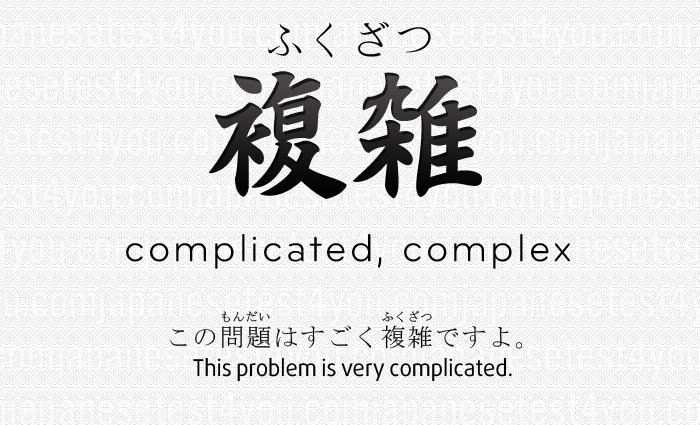 ふくざつ
複雑
complicated, complex
もんだい ふくざつ
この問題はすごく複雑ですよ。
This problem is very complicated.